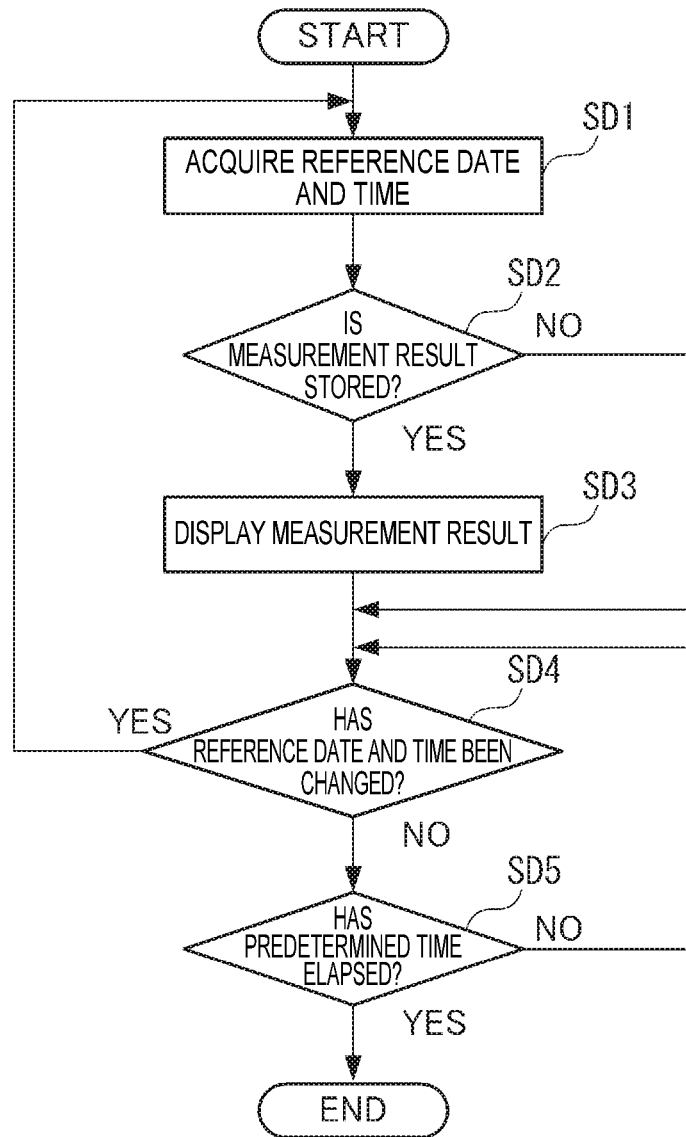 START
SD1
ACQUIRE REFERENCE DATE
AND TIME
SD2
IS
MEASUREMENT RESULT
STORED?
NO
YES
SD3
DISPLAY MEASUREMENT RESULT
SD4
HAS
REFERENCE DATE AND TIME BEEN
CHANGED?
YES
NO
SD5
HAS
PREDETERMINED TIME
ELAPSED?
NO
YES
END